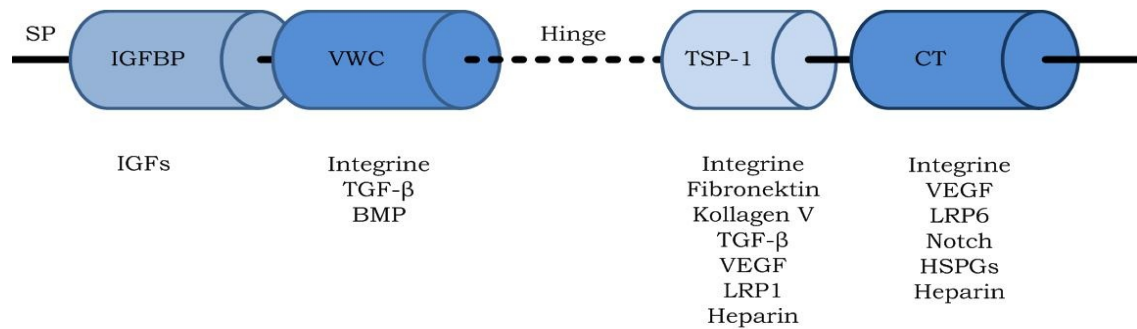 SP
IGFBP
VWC
Hinge
TSP-1
CT
IGFs
Integrine
TGF-β
BMP
Integrine
Fibronektin
Kollagen V
TGF-β
VEGF
LRP1
Heparin
Integrine
VEGF
LRP6
Notch
HSPGs
Heparin